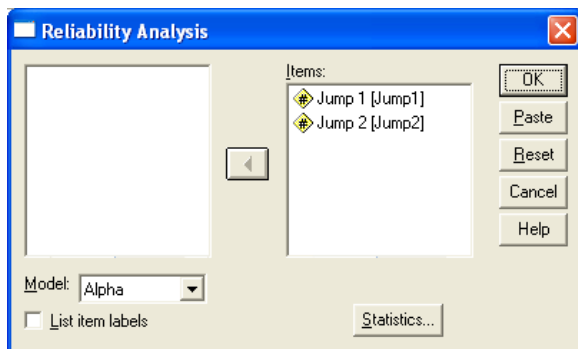 Reliability Analysis
Items:
Jump 1 [Jump1]
Jump 2 [Jump2]
OK
Paste
Reset
Cancel
Help
Model: Alpha
List item labels
Statistics...